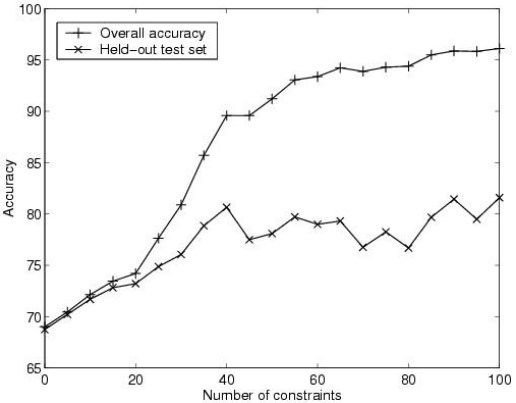 100
95
90
85
80
75
70
65
Accuracy
Overall accuracy
Held-out test set
0 20 40 60 80 100
Number of constraints